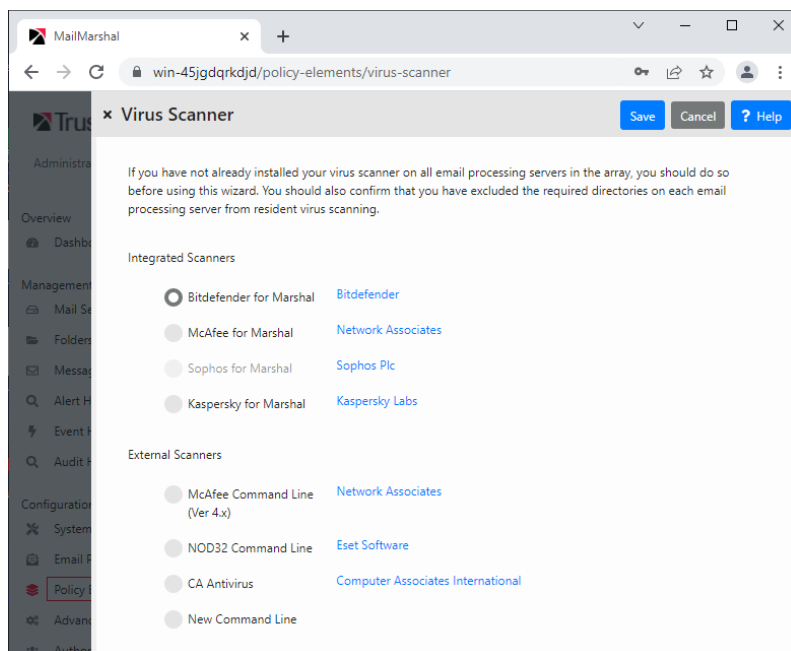 MailMarshal
win-45jgdqrkdjd/policy-elements/virus-scanner
Trus
Virus Scanner
Save
Cancel
? Help
Administra
If you have not already installed your virus scanner on all email processing servers in the array, you should do so
before using this wizard. You should also confirm that you have excluded the required directories on each email
processing server from resident virus scanning.
Overview
Dashbo
Integrated Scanners
Management
Bitdefender for Marshal Bitdefender
Mail Se
McAfee for Marshal Network Associates
Folders
Sophos for Marshal Sophos Plc
Messag
Alert H
Kaspersky for Marshal Kaspersky Labs
Event H
Audit H
External Scanners
McAfee Command Line Network Associates
(Ver 4.x)
Configuration
System
NOD32 Command Line Eset Software
Email P
CA Antivirus Computer Associates International
Policy E
Advanc
New Command Line